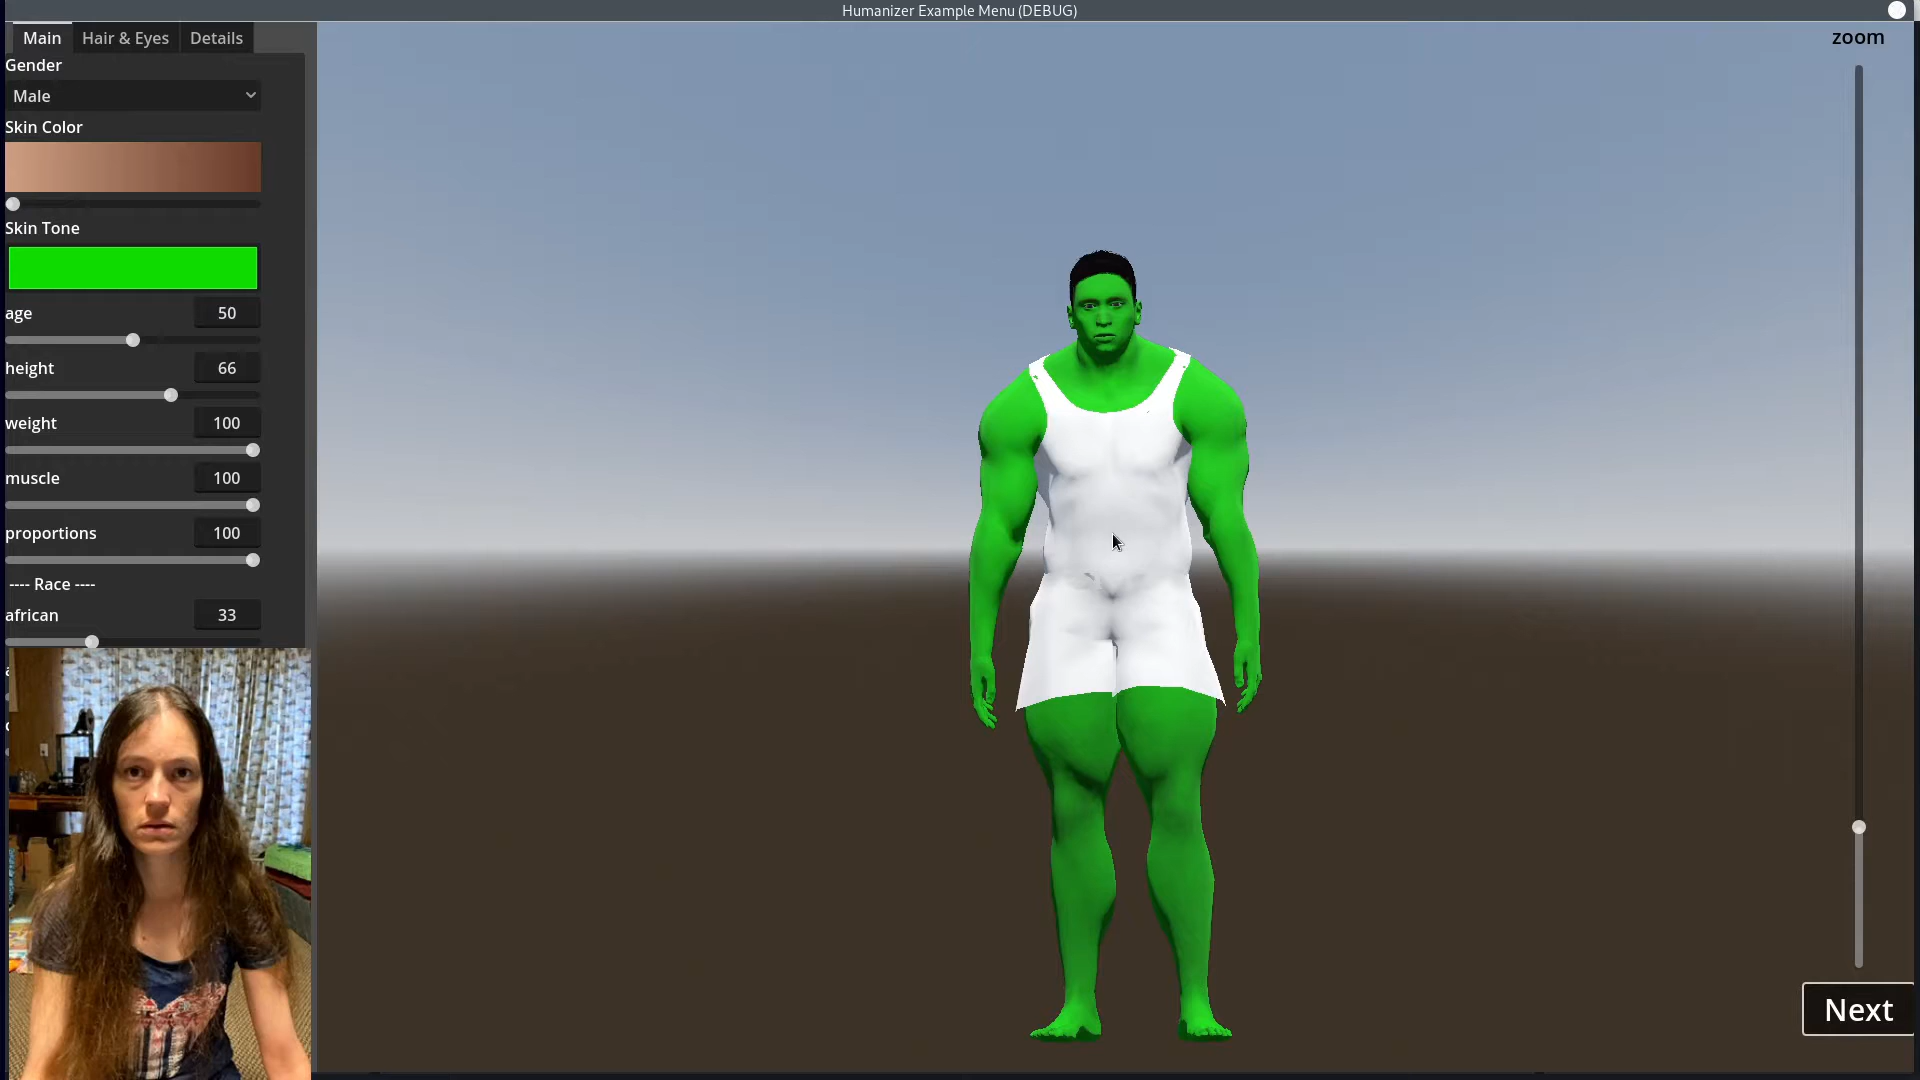 Humanizer Example Menu (DEBUG)
Main
Hair & Eyes
Details
zoom
Gender
Male
Skin Color
Skin Tone
age
50
height
66
weight
100
muscle
100
proportions
100
---- Race ----
african
33
Next